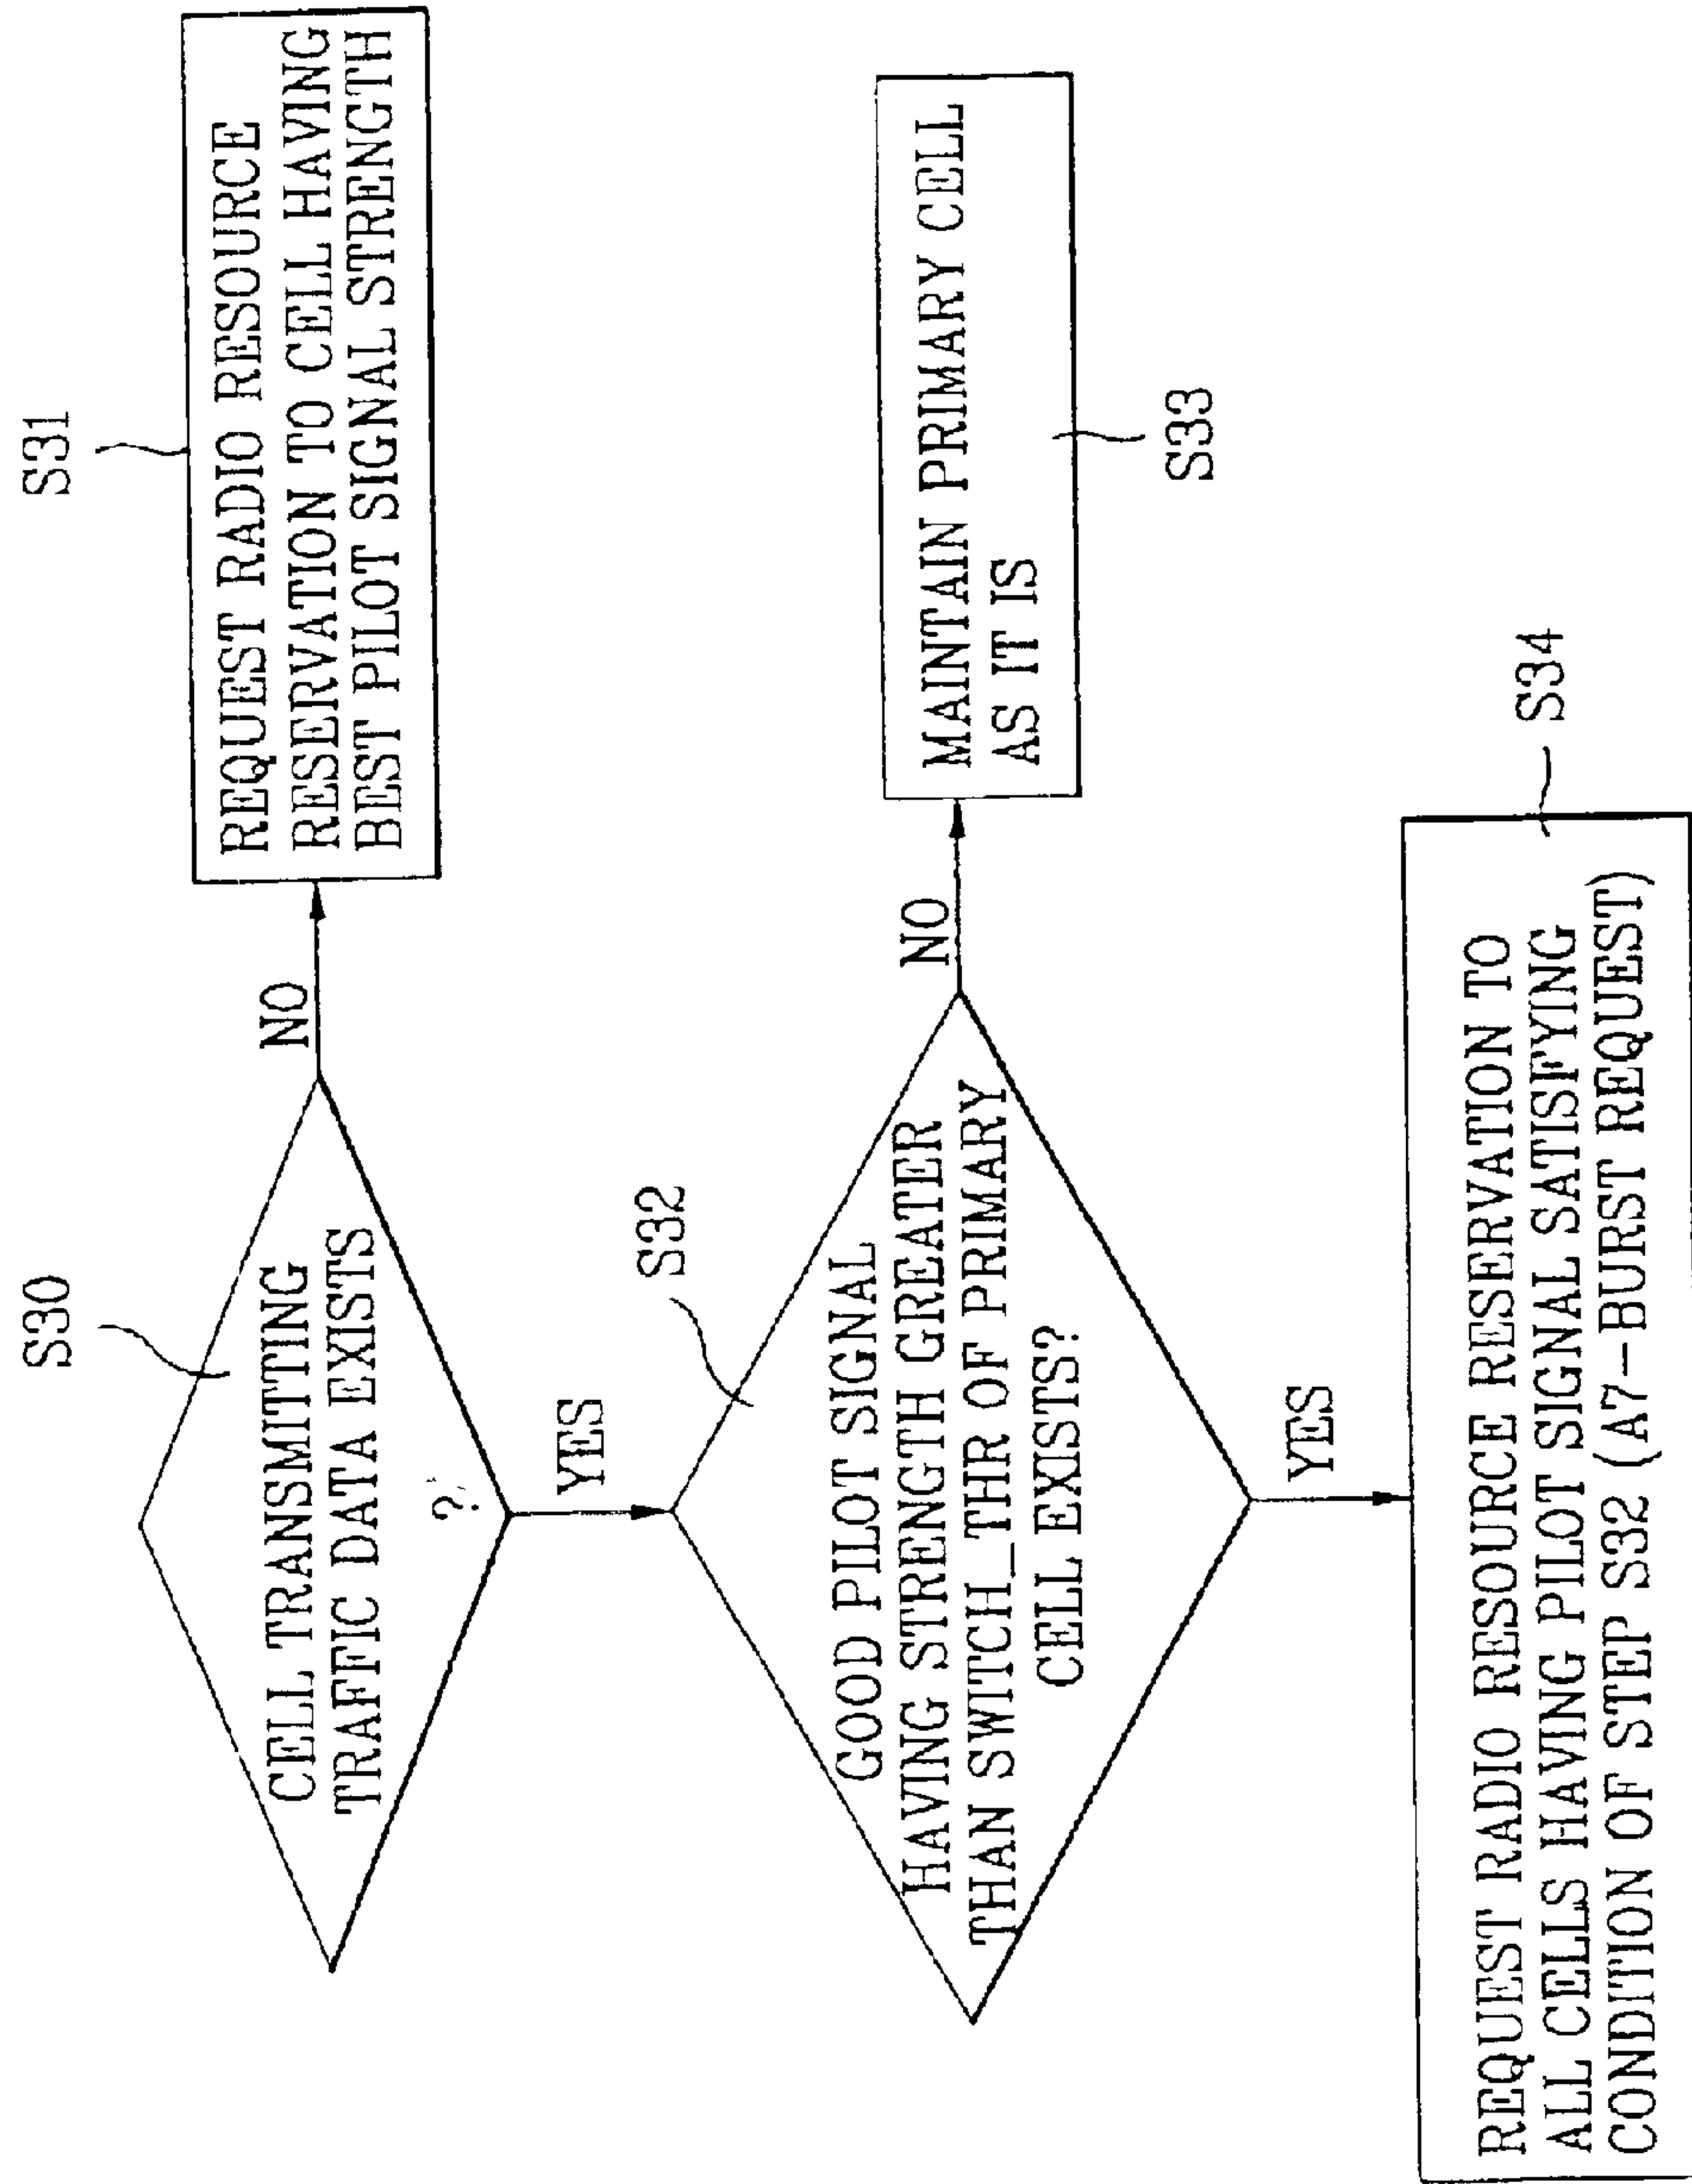 S30
CELL TRANSMITTING
TRAFFIC DATA EXISTS
?
NO
S31
REQUEST RADIO RESOURCE
RESERVATION TO CELL HAVING
BEST PILOT SIGNAL STRENGTH
YES
S32
GOOD PILOT SIGNAL
HAVING STRENGTH GREATER
THAN SWITCH_THR OF PRIMARY
CELL EXISTS?
NO
MAINTAIN PRIMARY CELL
AS IT IS
S33
YES
S34
REQUEST RADIO RESOURCE RESERVATION TO
ALL CELLS HAVING PILOT SIGNAL SATISFYING
CONDITION OF STEP S32 (A7-BURST REQUEST)